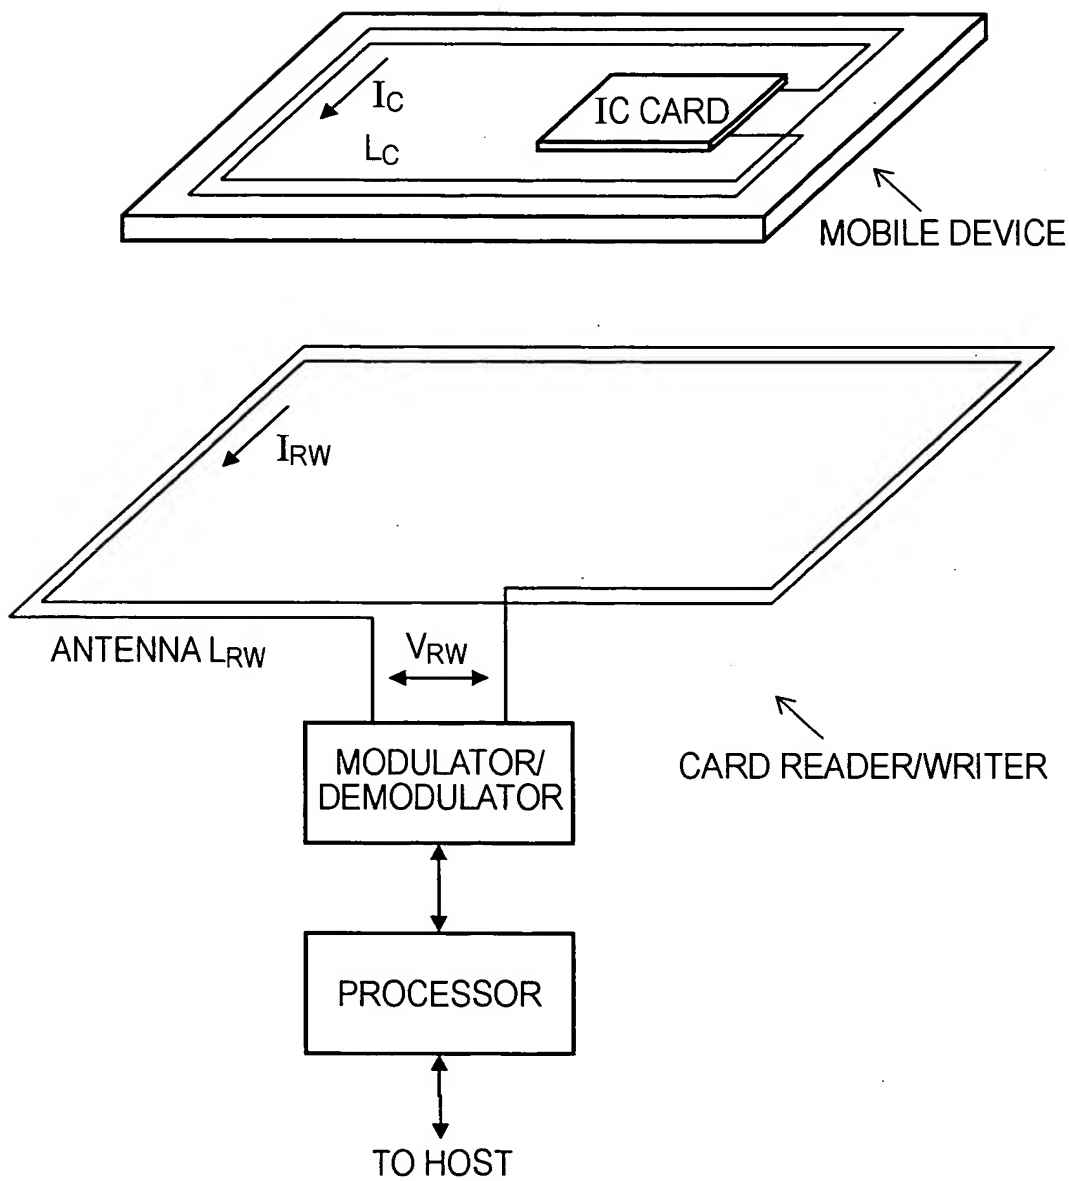 IC
IC CARD
LC
MOBILE DEVICE
IRW
ANTENNA LRW
VRW
MODULATOR/
DEMODULATOR
CARD READER/WRITER
PROCESSOR
TO HOST